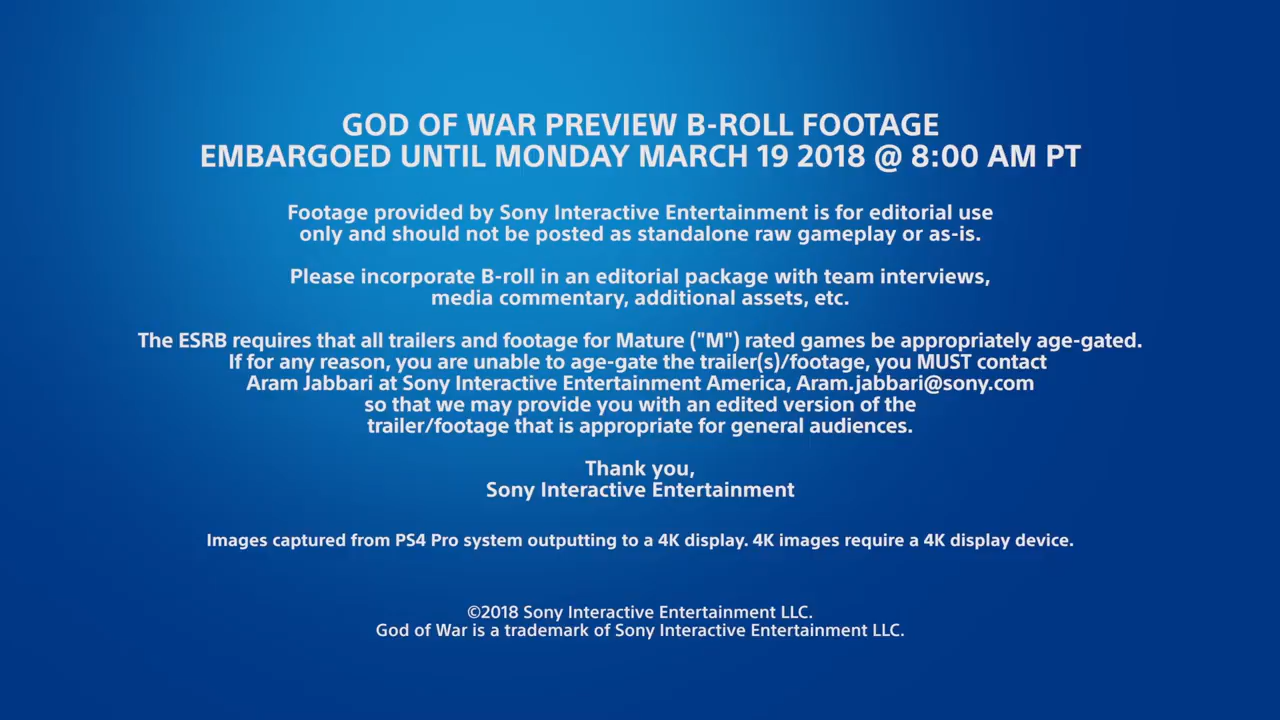 GOD OF WAR PREVIEW B-ROLL FOOTAGE
EMBARGOED UNTIL MONDAY MARCH 19 2018 @ 8:00 AM PT
Footage provided by Sony Interactive Entertainment is for editorial use
only and should not be posted as standalone raw gameplay or as-is.
Please incorporate B-roll in an editorial package with team interviews,
media commentary, additional assets, etc.
The ESRB requires that all trailers and footage for Mature ("M") rated games be appropriately age-gated.
If for any reason, you are unable to age-gate the trailer(s)/footage, you MUST contact
Aram Jabbari at Sony Interactive Entertainment America, Aram.jabbari@sony.com
so that we may provide you with an edited version of the
trailer/footage that is appropriate for general audiences.
Thank you,
Sony Interactive Entertainment
Images captured from PS4 Pro system outputting to a 4K display. 4K images require a 4K display device.
©2018 Sony Interactive Entertainment LLC.
God of War is a trademark of Sony Interactive Entertainment LLC.